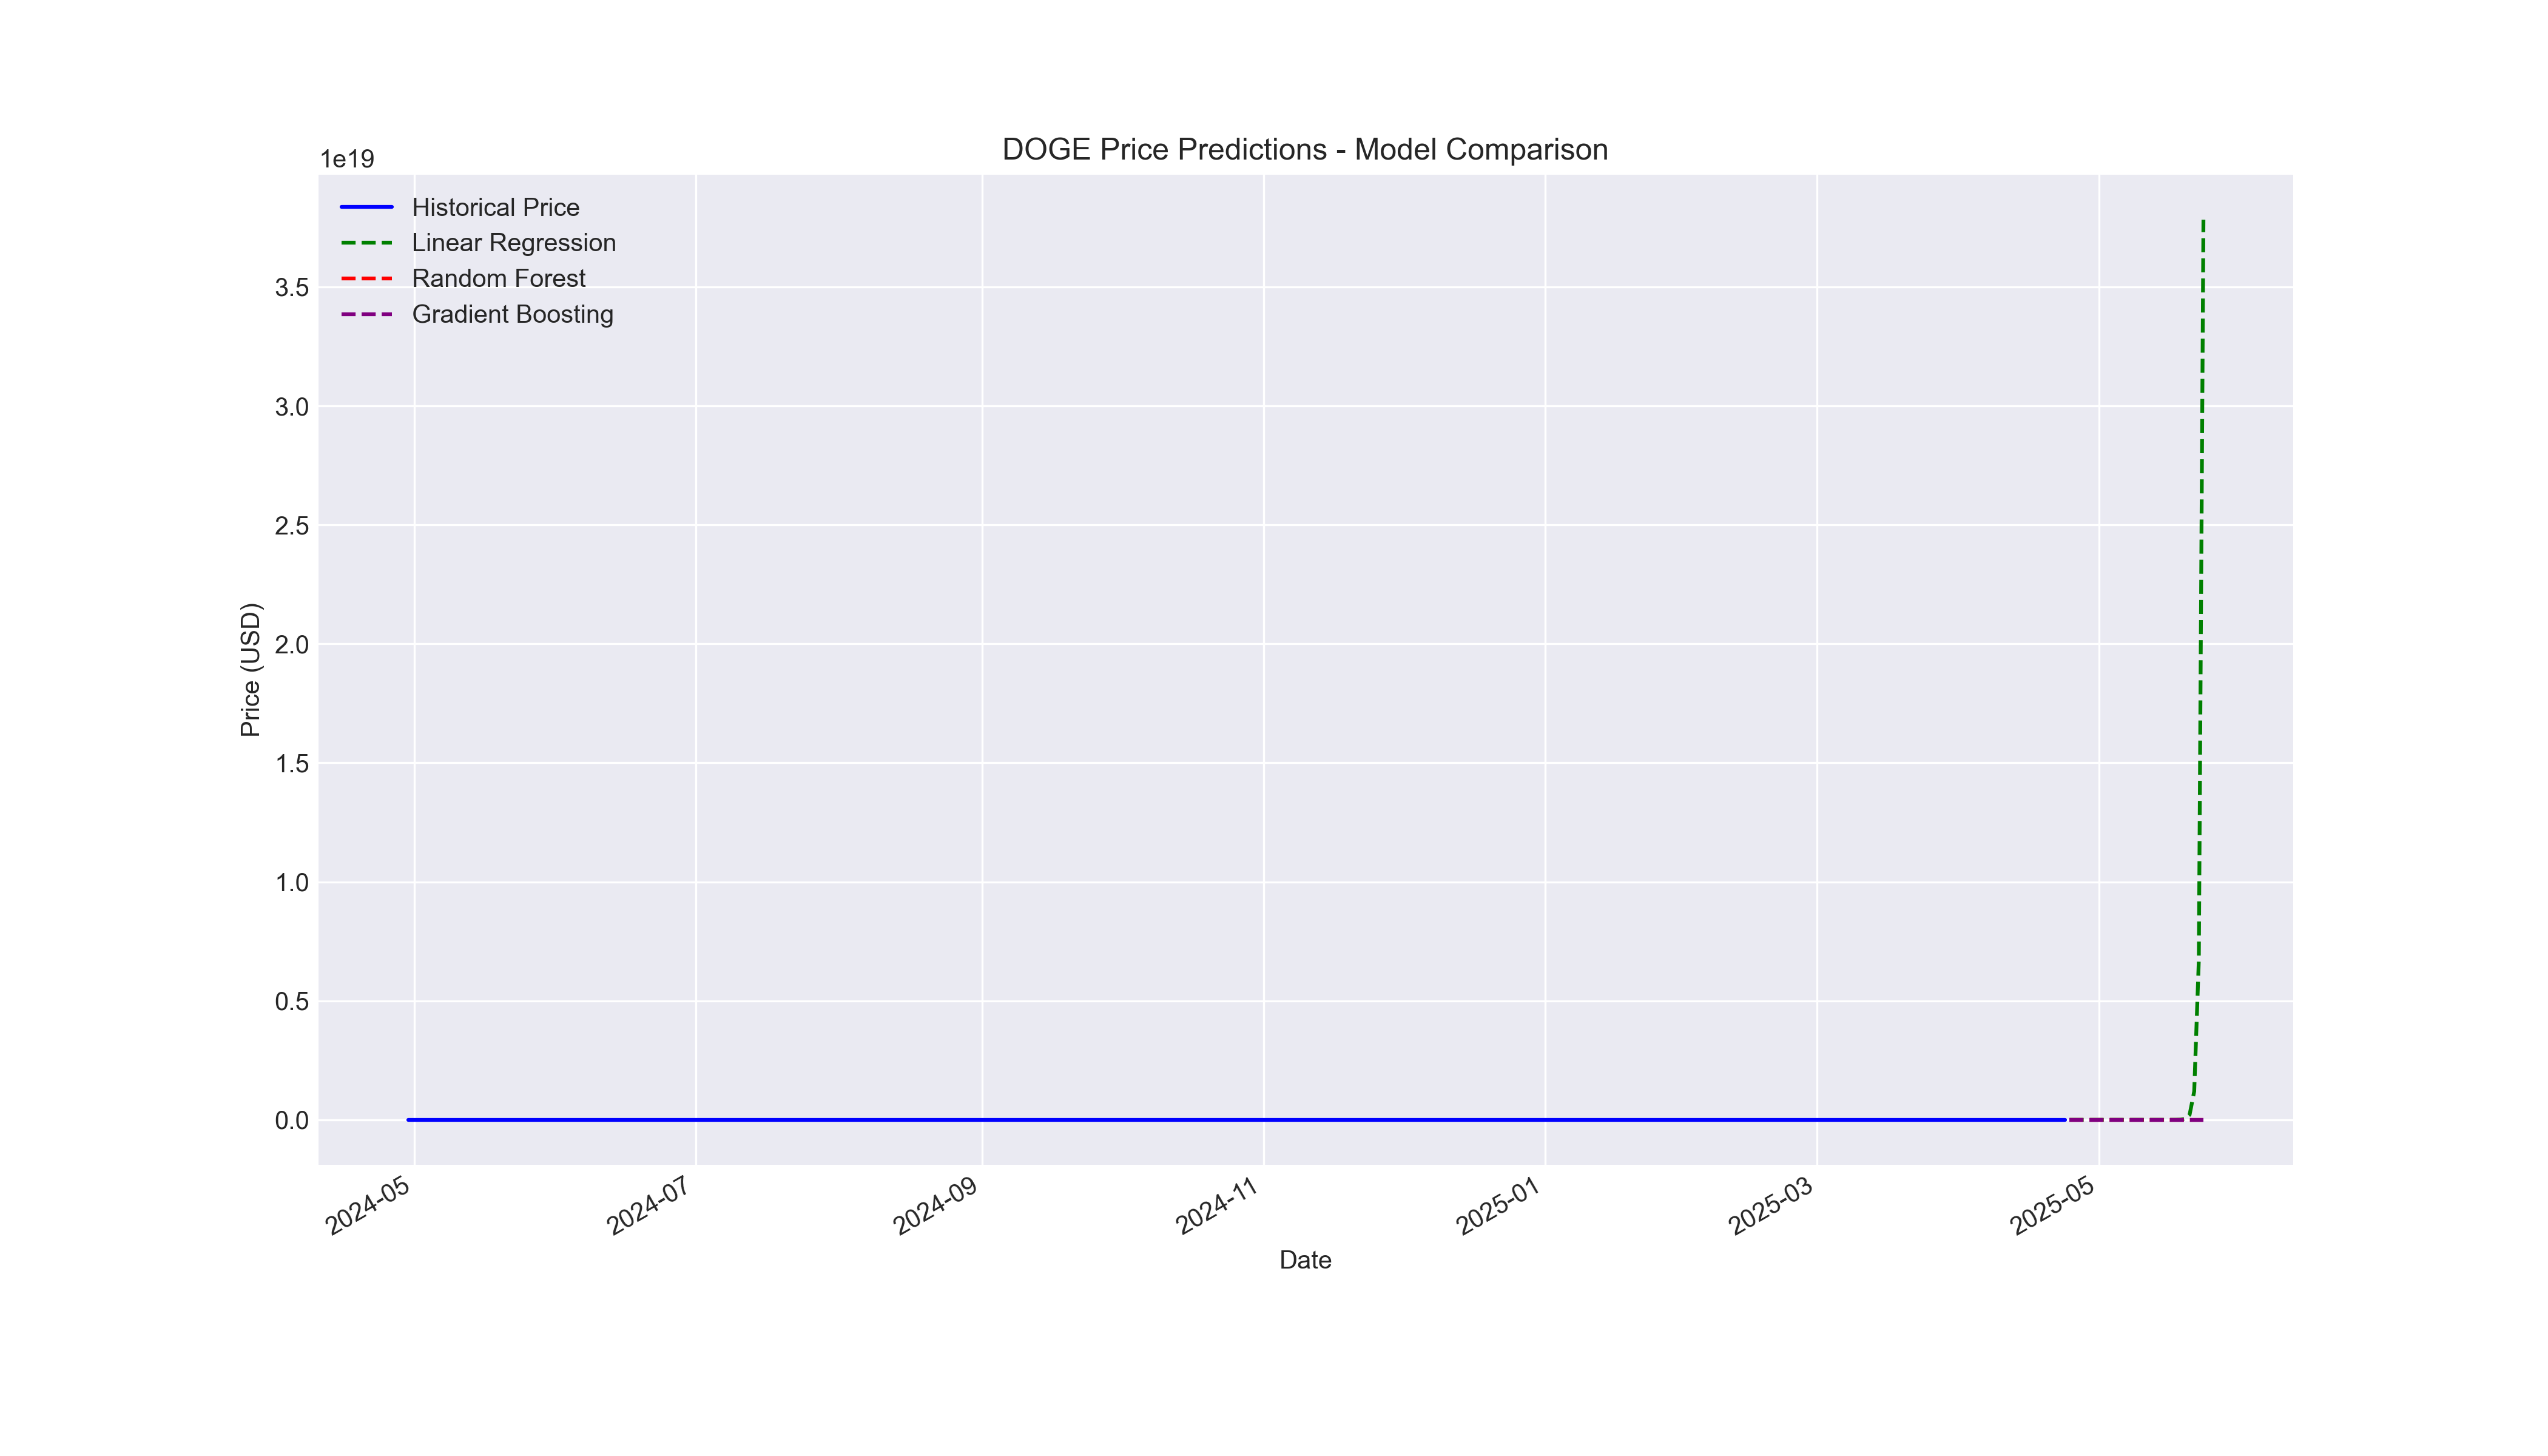 DOGE Price Predictions - Model Comparison
1e19
Historical Price
Linear Regression
Random Forest
Gradient Boosting
3.5
3.0
2.5
2.0
1.5
1.0
0.5
0.0
Price (USD)
2024-05
2024-07
2024-09
2024-11
2025-01
2025-03
2025-05
Date